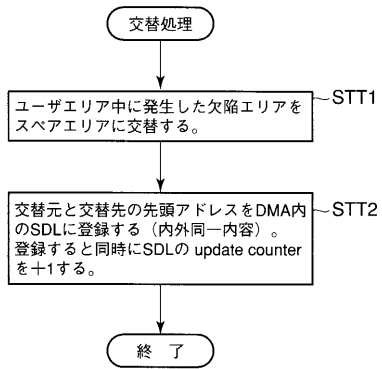 交替処理
ユーザエリア中に発生した欠陥エリアを
スペアエリアに交替する。
STT1
交替元と交替先の先頭アドレスをDMA内
のSDLに登録する（内外同一内容）。
登録すると同時にSDLの update counter
を＋1する。
STT2
終　了